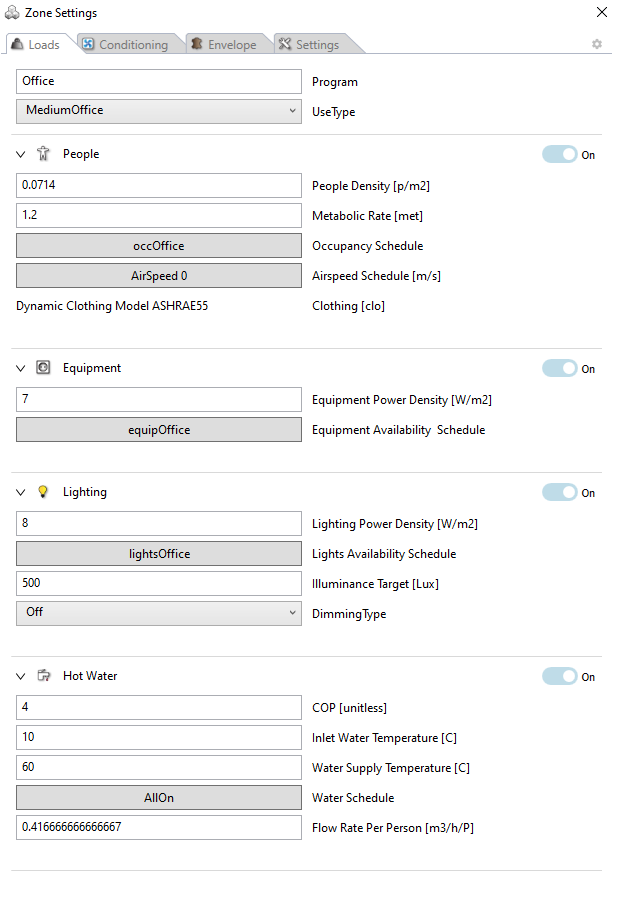 Zone Settings
Loads Conditioning Envelope Settings
Office Program
MediumOffice UseType
People On
0.0714 People Density [p/m2]
1.2 Metabolic Rate [met]
occOffice Occupancy Schedule
AirSpeed 0 Airspeed Schedule [m/s]
Dynamic Clothing Model ASHRAE55 Clothing [clo]
Equipment On
7 Equipment Power Density [W/m2]
equipOffice Equipment Availability  Schedule
Lighting On
8 Lighting Power Density [W/m2]
lightsOffice Lights Availability Schedule
500 Illuminance Target [Lux]
Off DimmingType
Hot Water On
4 COP [unitless]
10 Inlet Water Temperature [C]
60 Water Supply Temperature [C]
AllOn Water Schedule
0.416666666666667 Flow Rate Per Person [m3/h/P]